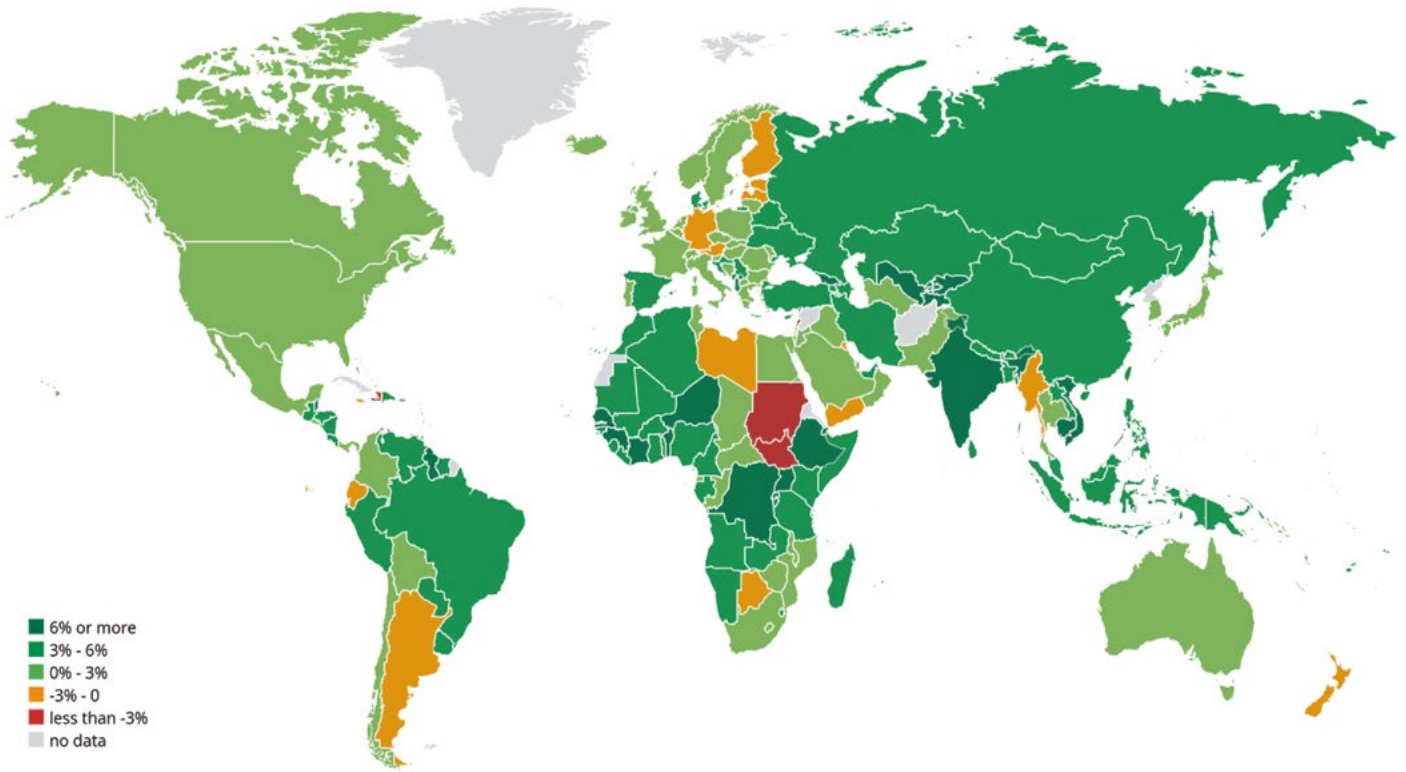 6% or more
3% - 6%
0% - 3%
-3% - 0
less than -3%
no data